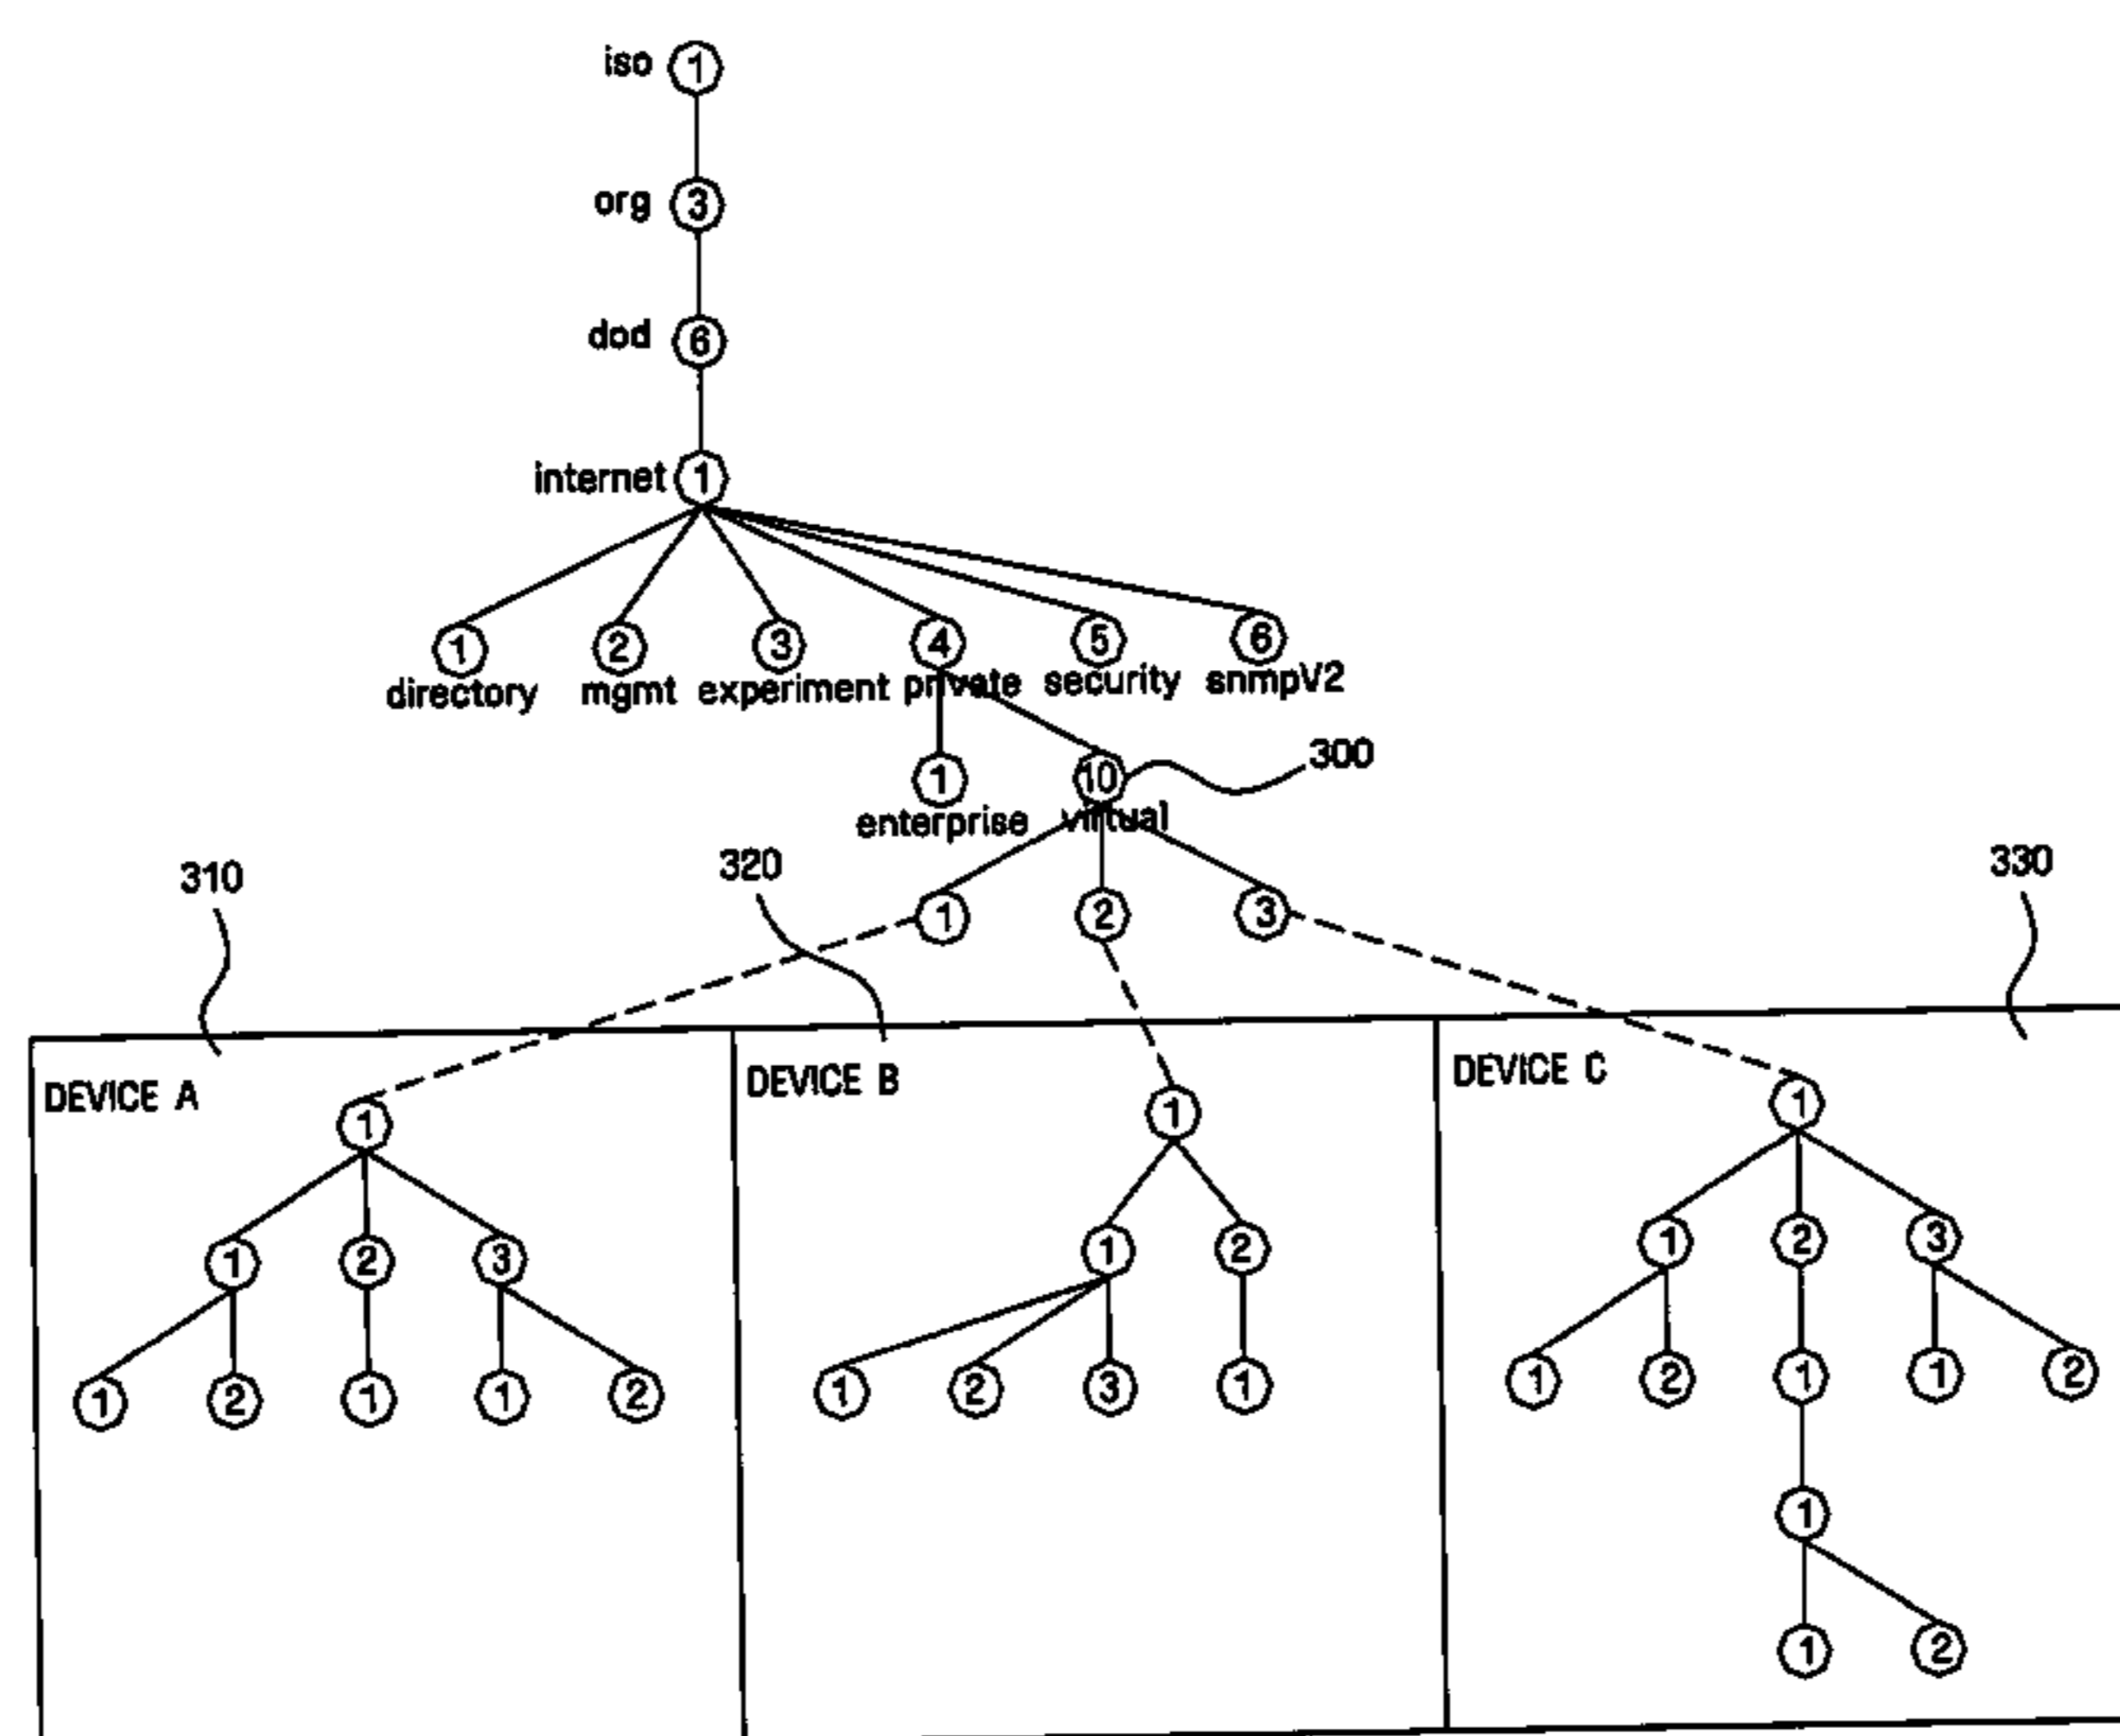 iso 1
org 3
dod 6
internet 1
1 2 3 4 5 6
directory mgmt experiment private security snmpV2
1 10 300
enterprise virtual
310 320 330
1 2 3
DEVICE A DEVICE B DEVICE C
1 1 1
1 2 3 1 2 1 2 3
1 2 1 1 2 1 2 3 1 1 2 1 1 2
1
1 2